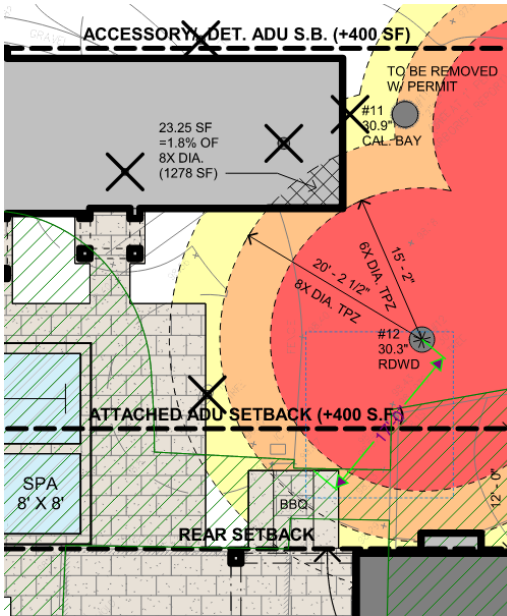 ACCESSORY/ DET. ADU S.B. (+400 SF)
GRAVEL
TO BE REMOVED
W/ PERMIT
#11
30.9"
CAL. BAY
23.25 SF
=1.8% OF
8X DIA.
(1278 SF)
15' - 2"
6X DIA. TPZ
20' - 2 1/2"
8X DIA. TPZ
#12
30.3"
RDWD
ATTACHED ADU SETBACK (+400 S.F.)
SPA
8' X 8'
BBQ
12' - 0"
REAR SETBACK